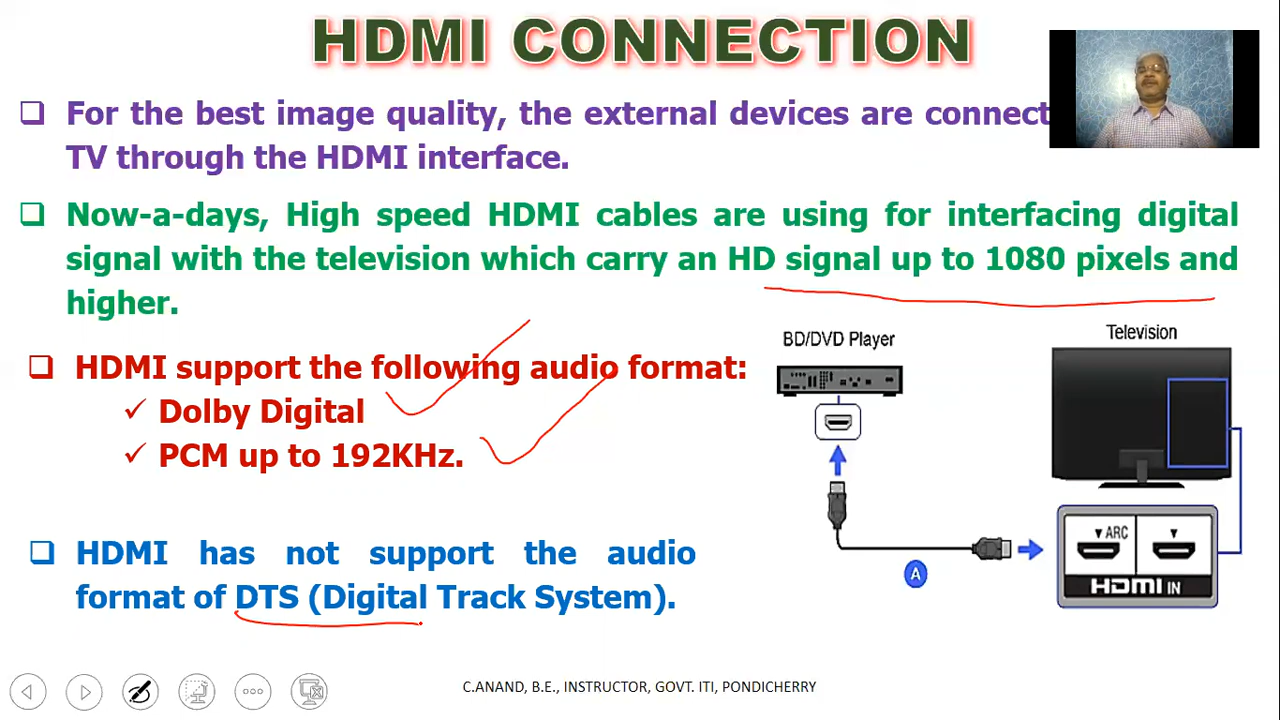 HDMI CONNECTION
❑ For the best image quality, the external devices are connect
TV through the HDMI interface.
❑ Now-a-days, High speed HDMI cables are using for interfacing digital
signal with the television which carry an HD signal up to 1080 pixels and
higher.
❑ HDMI support the following audio format:
✓ Dolby Digital
✓ PCM up to 192KHz.
❑ HDMI has not support the audio
format of DTS (Digital Track System).
BD/DVD Player
Television
A
ARC
HDMI IN
C.ANAND, B.E., INSTRUCTOR, GOVT. ITI, PONDICHERRY